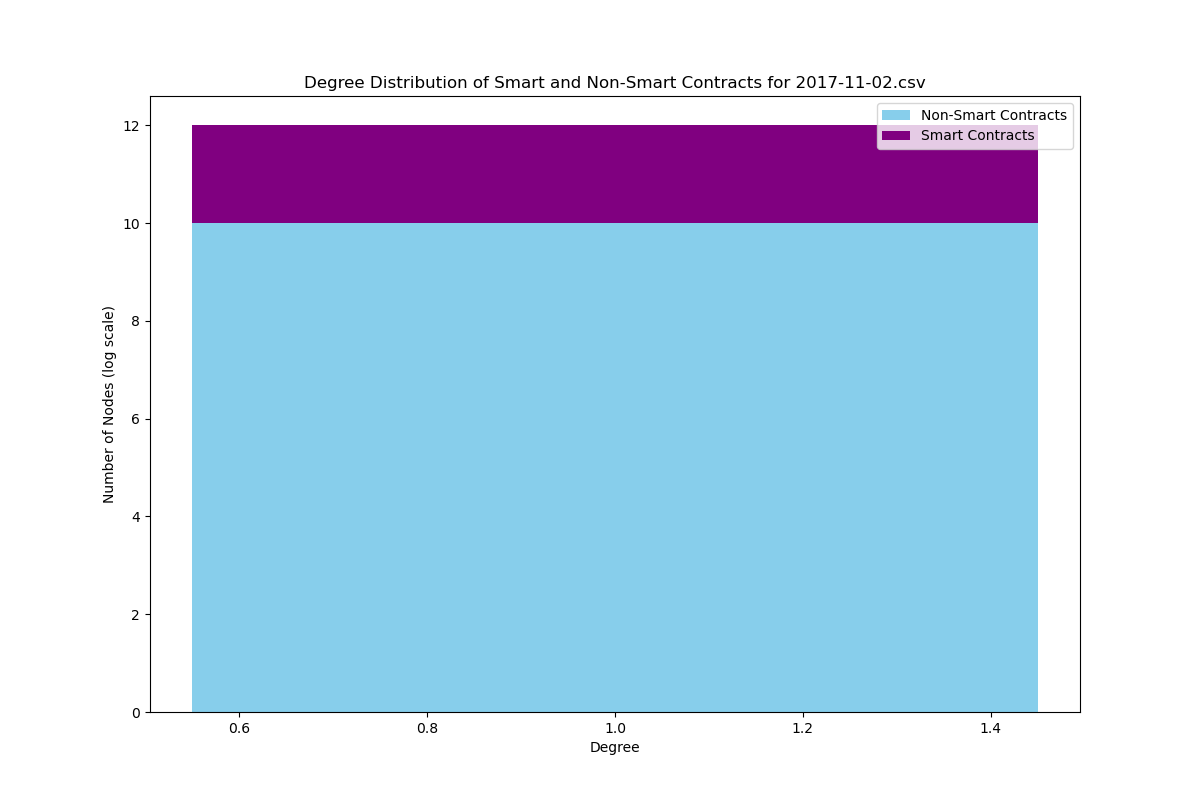 Degree Distribution of Smart and Non-Smart Contracts for 2017-11-02.csv
Non-Smart Contracts
Smart Contracts
12
10
8
6
4
2
0
Number of Nodes (log scale)
0.6 0.8 1.0 1.2 1.4
Degree